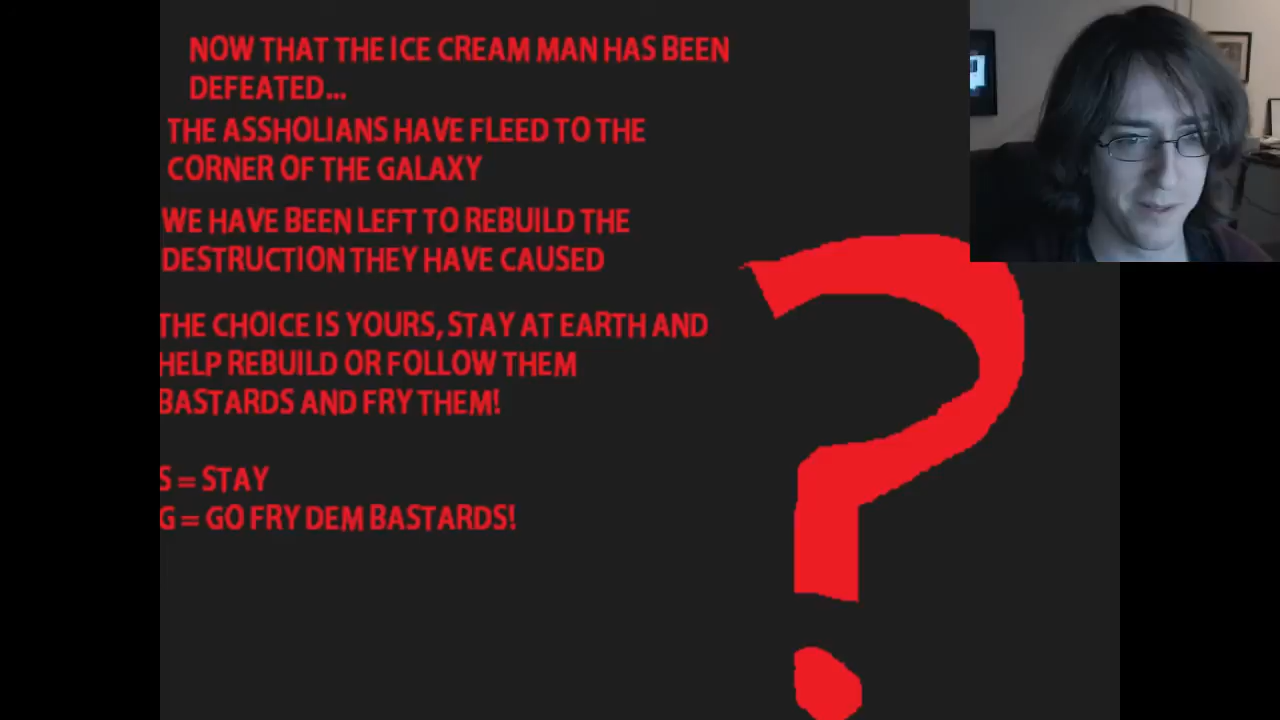 NOW THAT THE ICE CREAM MAN HAS BEEN
DEFEATED...
THE ASSHOLIANS HAVE FLEED TO THE
CORNER OF THE GALAXY
WE HAVE BEEN LEFT TO REBUILD THE
DESTRUCTION THEY HAVE CAUSED
THE CHOICE IS YOURS, STAY AT EARTH AND
HELP REBUILD OR FOLLOW THEM
BASTARDS AND FRY THEM!
S = STAY
G = GO FRY DEM BASTARDS!
?